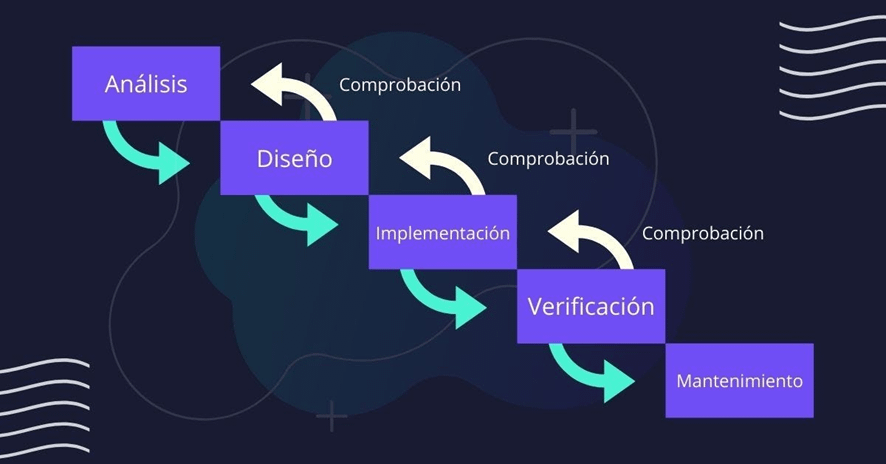 Análisis
Comprobación
Diseño
Comprobación
Implementación
Comprobación
Verificación
Mantenimiento